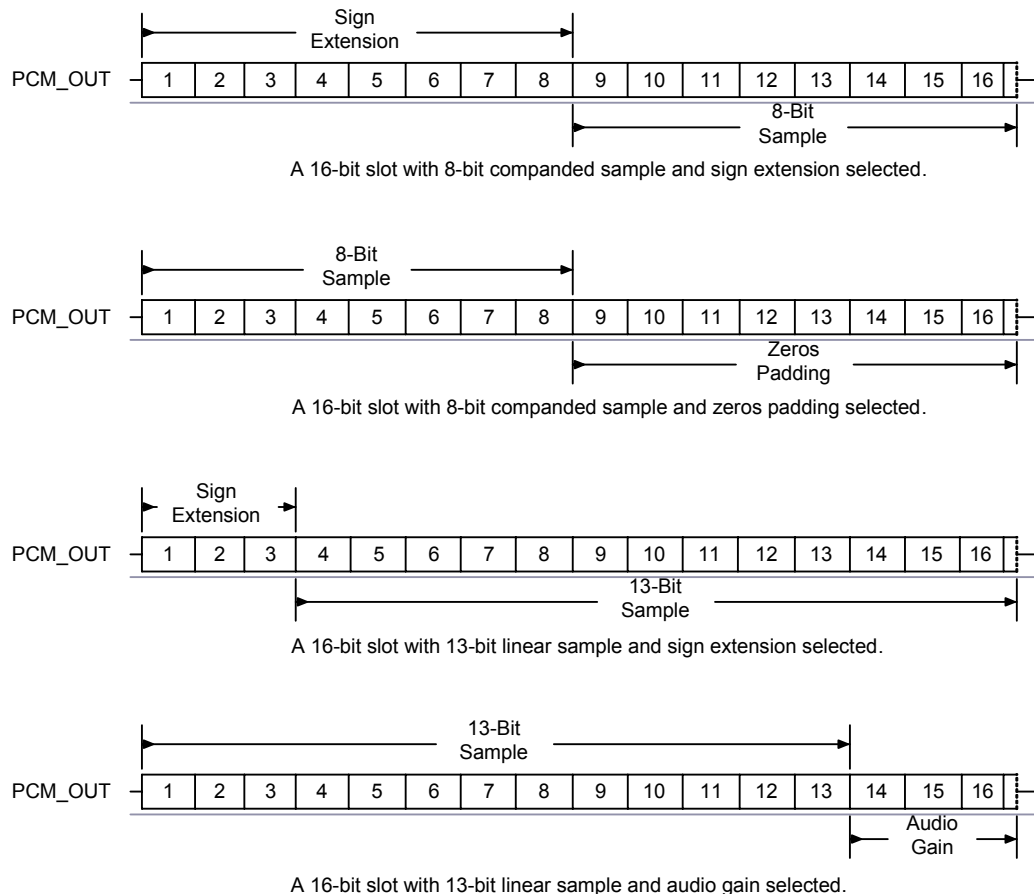 Sign
Extension
PCM_OUT 1 2 3 4 5 6 7 8 9 10 11 12 13 14 15 16
8-Bit
Sample
A 16-bit slot with 8-bit companded sample and sign extension selected.
8-Bit
Sample
PCM_OUT 1 2 3 4 5 6 7 8 9 10 11 12 13 14 15 16
Zeros
Padding
A 16-bit slot with 8-bit companded sample and zeros padding selected.
Sign
Extension
PCM_OUT 1 2 3 4 5 6 7 8 9 10 11 12 13 14 15 16
13-Bit
Sample
A 16-bit slot with 13-bit linear sample and sign extension selected.
13-Bit
Sample
PCM_OUT 1 2 3 4 5 6 7 8 9 10 11 12 13 14 15 16
Audio
Gain
A 16-bit slot with 13-bit linear sample and audio gain selected.